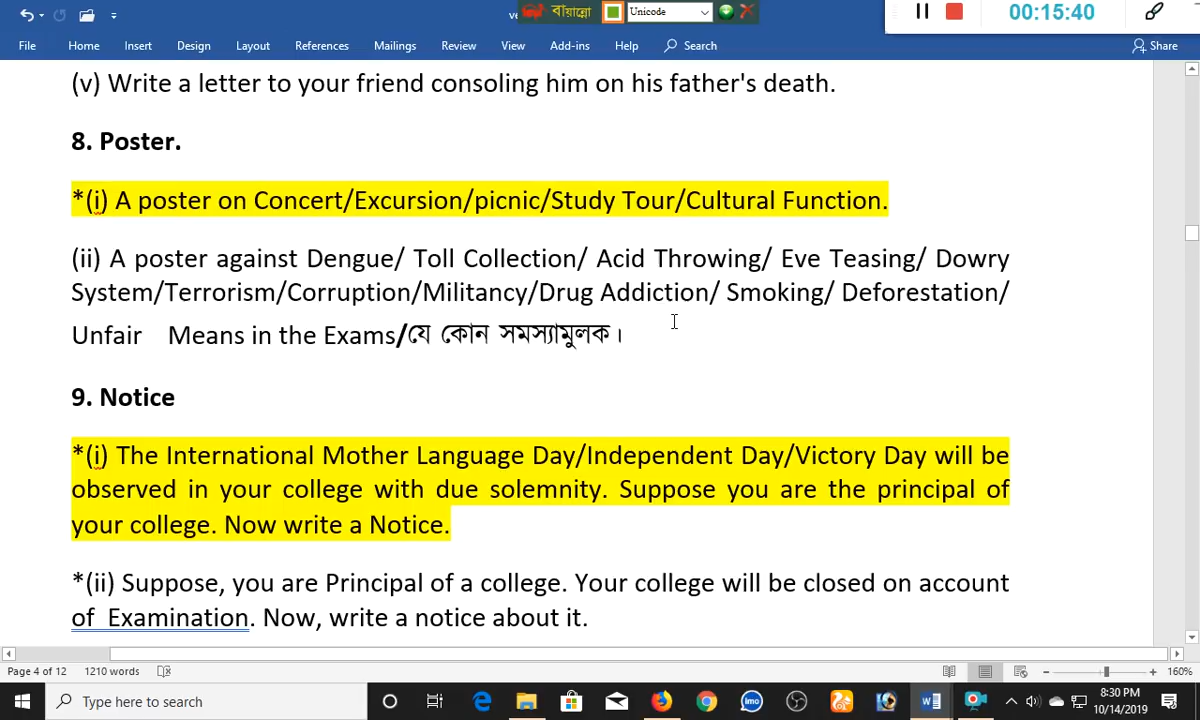 ve
বায়ান্নো
Unicode
00:15:40
File Home Insert Design Layout References Mailings Review View Add-ins Help Search Share
(v) Write a letter to your friend consoling him on his father's death.
8. Poster.
*(i) A poster on Concert/Excursion/picnic/Study Tour/Cultural Function.
(ii) A poster against Dengue/ Toll Collection/ Acid Throwing/ Eve Teasing/ Dowry
System/Terrorism/Corruption/Militancy/Drug Addiction/ Smoking/ Deforestation/
Unfair Means in the Exams/যে কোন সমস্যামুলক।
9. Notice
*(i) The International Mother Language Day/Independent Day/Victory Day will be
observed in your college with due solemnity. Suppose you are the principal of
your college. Now write a Notice.
*(ii) Suppose, you are Principal of a college. Your college will be closed on account
of Examination. Now, write a notice about it.
Page 4 of 12 1210 words 160%
Type here to search
imo
8:30 PM
10/14/2019